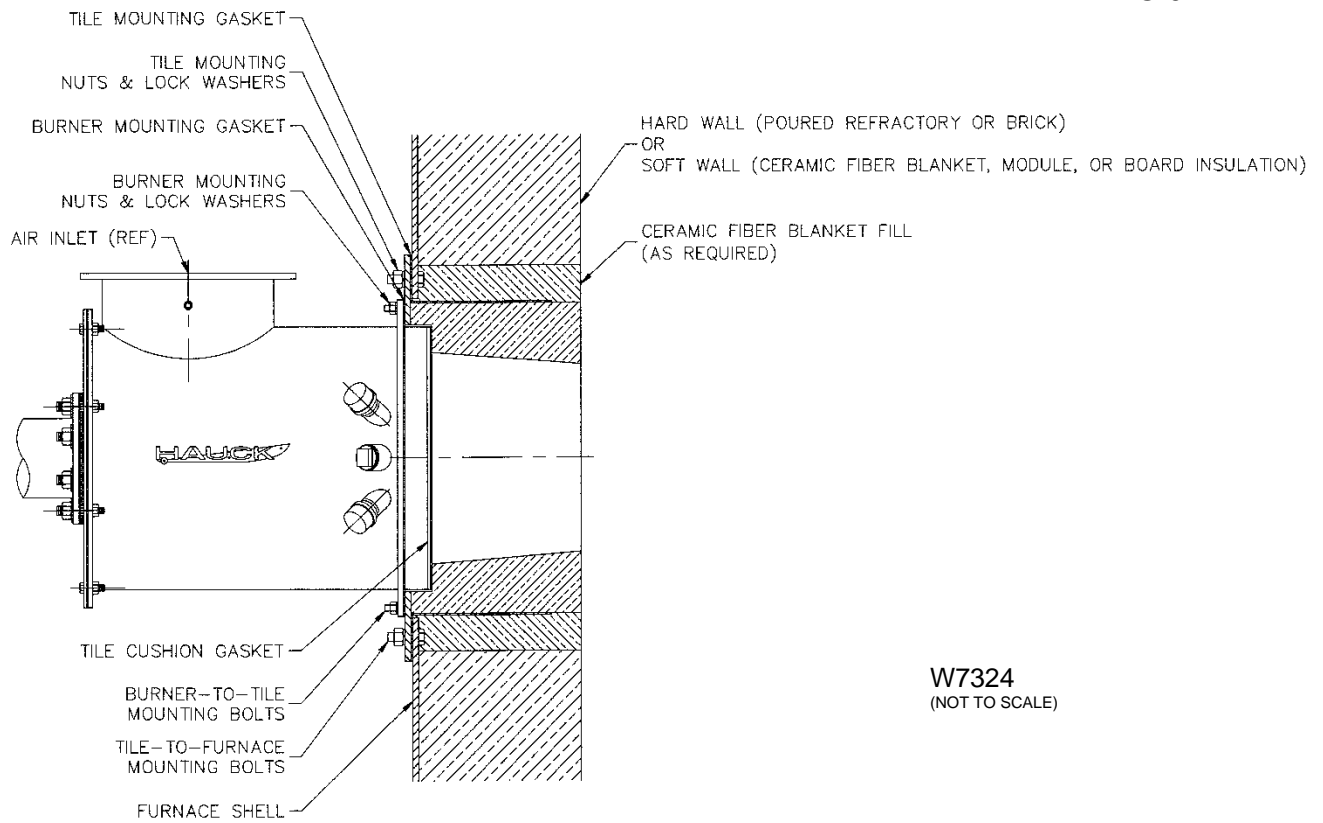 TILE MOUNTING GASKET
TILE MOUNTING
NUTS & LOCK WASHERS
BURNER MOUNTING GASKET
BURNER MOUNTING
NUTS & LOCK WASHERS
AIR INLET (REF)
HARD WALL (POURED REFRACTORY OR BRICK)
OR
SOFT WALL (CERAMIC FIBER BLANKET, MODULE, OR BOARD INSULATION)
CERAMIC FIBER BLANKET FILL
(AS REQUIRED)
HAUCK
TILE CUSHION GASKET
BURNER-TO-TILE
MOUNTING BOLTS
TILE-TO-FURNACE
MOUNTING BOLTS
FURNACE SHELL
W7324
(NOT TO SCALE)